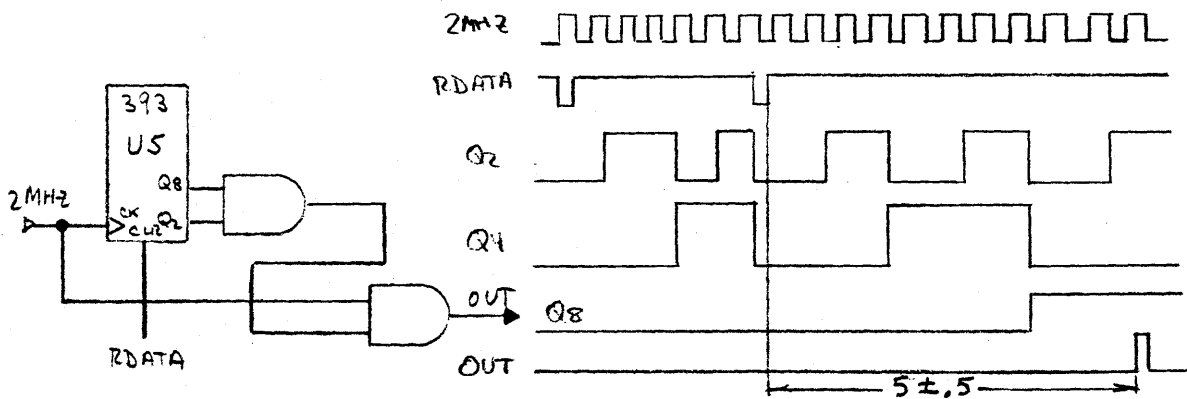 393
U5
Q8
2MHZ
CK
Q2
CLR
OUT
RDATA
2MHZ
RDATA
Q2
Q4
Q8
OUT
5±.5